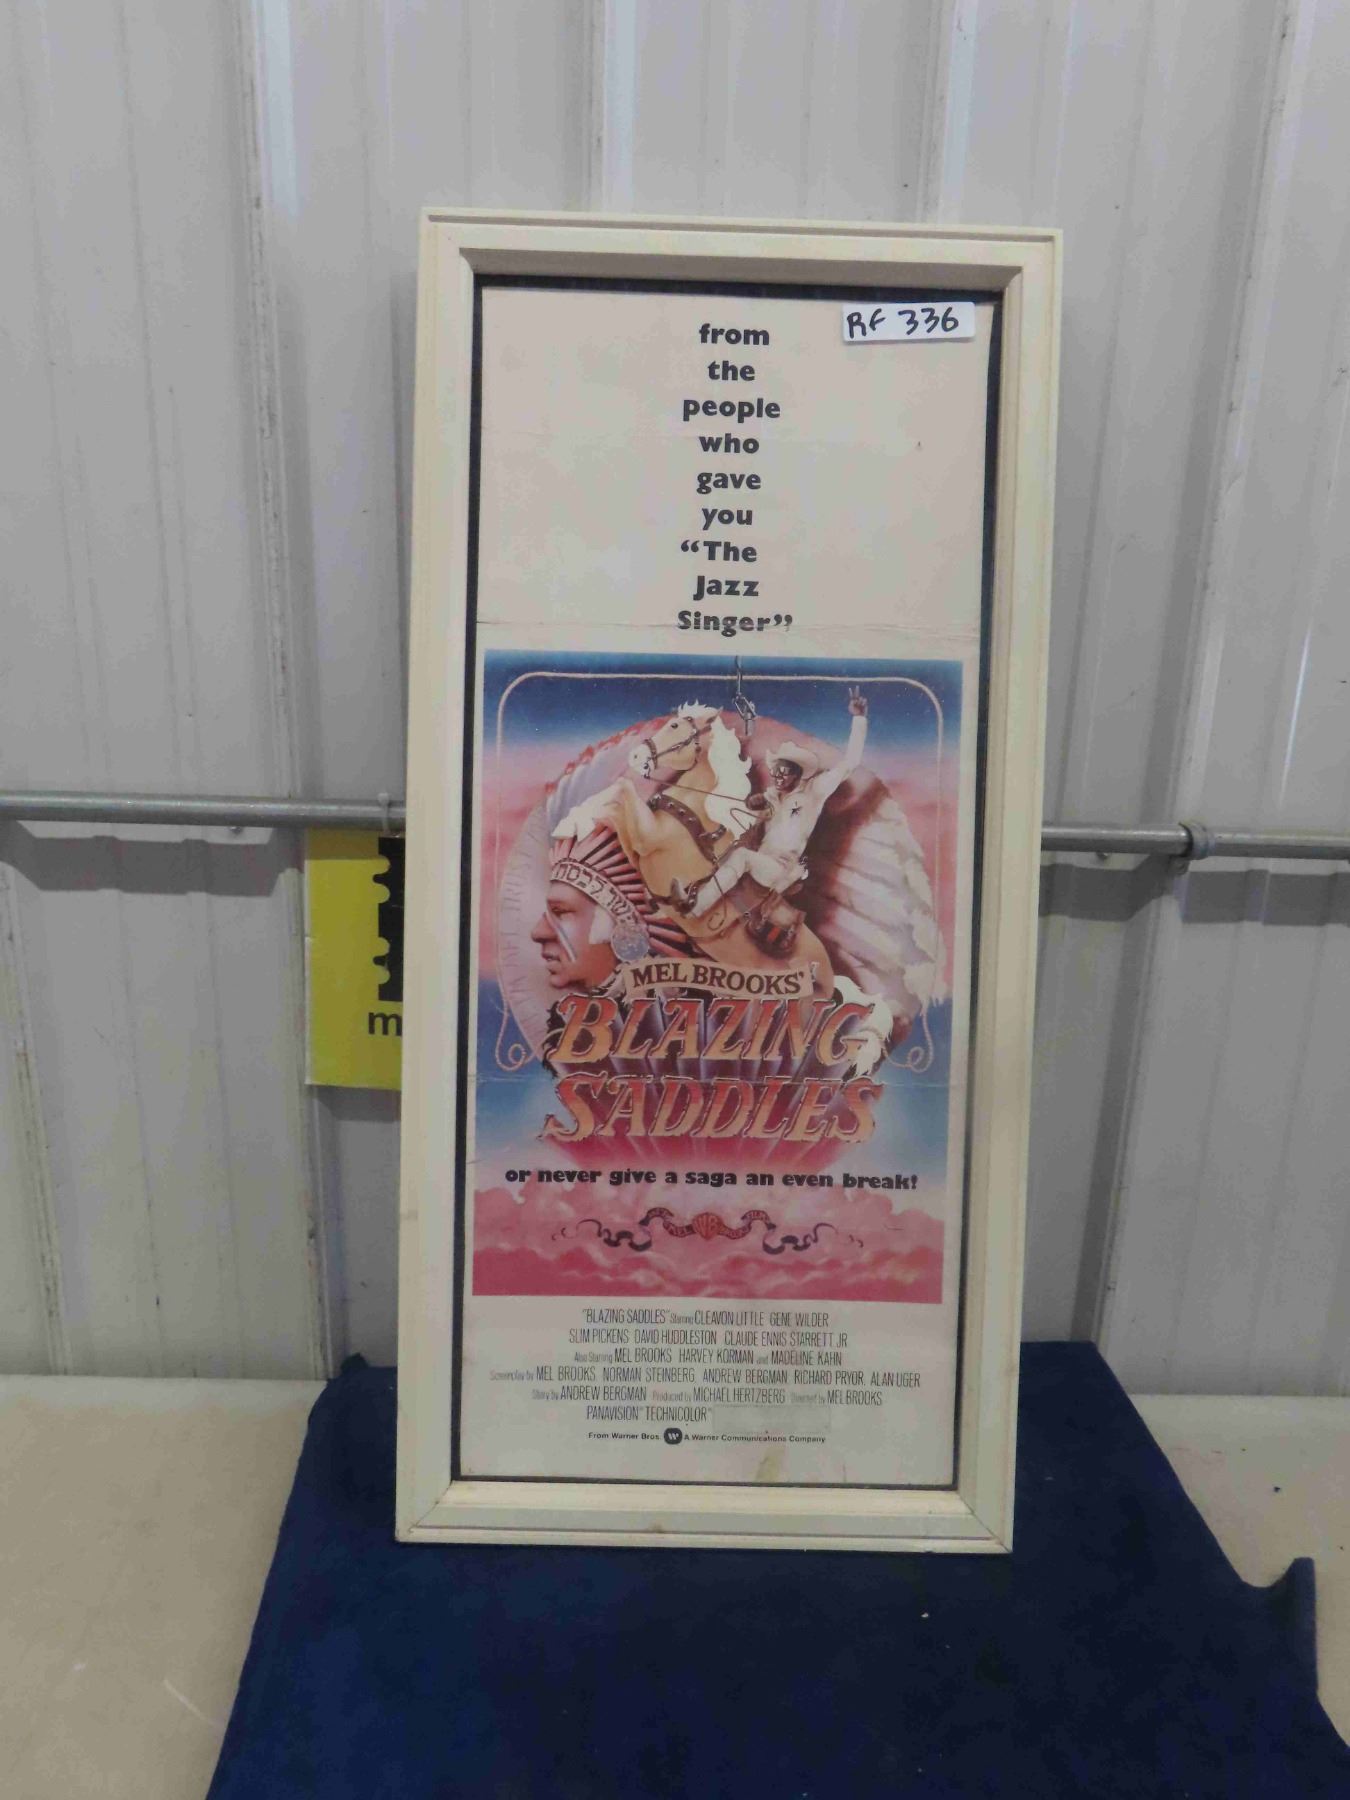 RF 336
from
the
people
who
gave
you
“The
Jazz
Singer”
MEL BROOKS'
BLAZING
SADDLES
or never give a saga an even break!
"BLAZING SADDLES" Starring CLEAVON LITTLE GENE WILDER
SLIM PICKENS DAVID HUDDLESTON CLAUDE ENNIS STARRETT JR
Also Starring MEL BROOKS HARVEY KORMAN and MADELINE KAHN
Screenplay by MEL BROOKS, NORMAN STEINBERG, ANDREW BERGMAN, RICHARD PRYOR, ALAN UGER
Story by ANDREW BERGMAN Produced by MICHAEL HERTZBERG Directed by MEL BROOKS
PANAVISION® TECHNICOLOR®
From Warner Bros. A Warner Communications Company
m